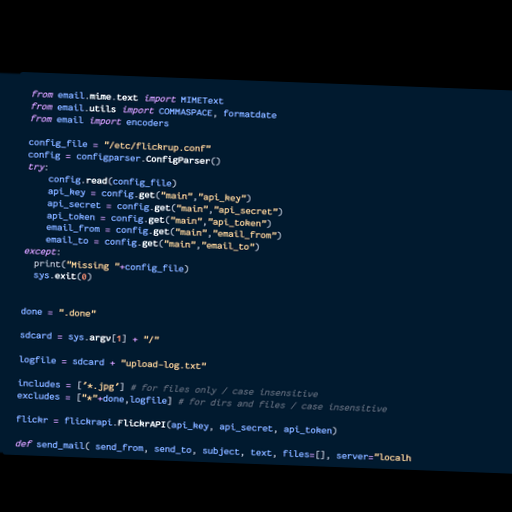 from email.mime.text import MIMEText
from email.utils import COMMASPACE, formatdate
from email import encoders

config_file = "/etc/flickrup.conf"
config = configparser.ConfigParser()
try:
    config.read(config_file)
    api_key = config.get("main","api_key")
    api_secret = config.get("main","api_secret")
    api_token = config.get("main","api_token")
    email_from = config.get("main","email_from")
    email_to = config.get("main","email_to")
except:
  print("Missing "+config_file)
  sys.exit(0)

done = ".done"

sdcard = sys.argv[1] + "/"

logfile = sdcard + "upload-log.txt"

includes = ['*.jpg'] # for files only / case insensitive
excludes = ["*"+done,logfile] # for dirs and files / case insensitive

flickr = flickrapi.FlickrAPI(api_key, api_secret, api_token)

def send_mail( send_from, send_to, subject, text, files=[], server="localh